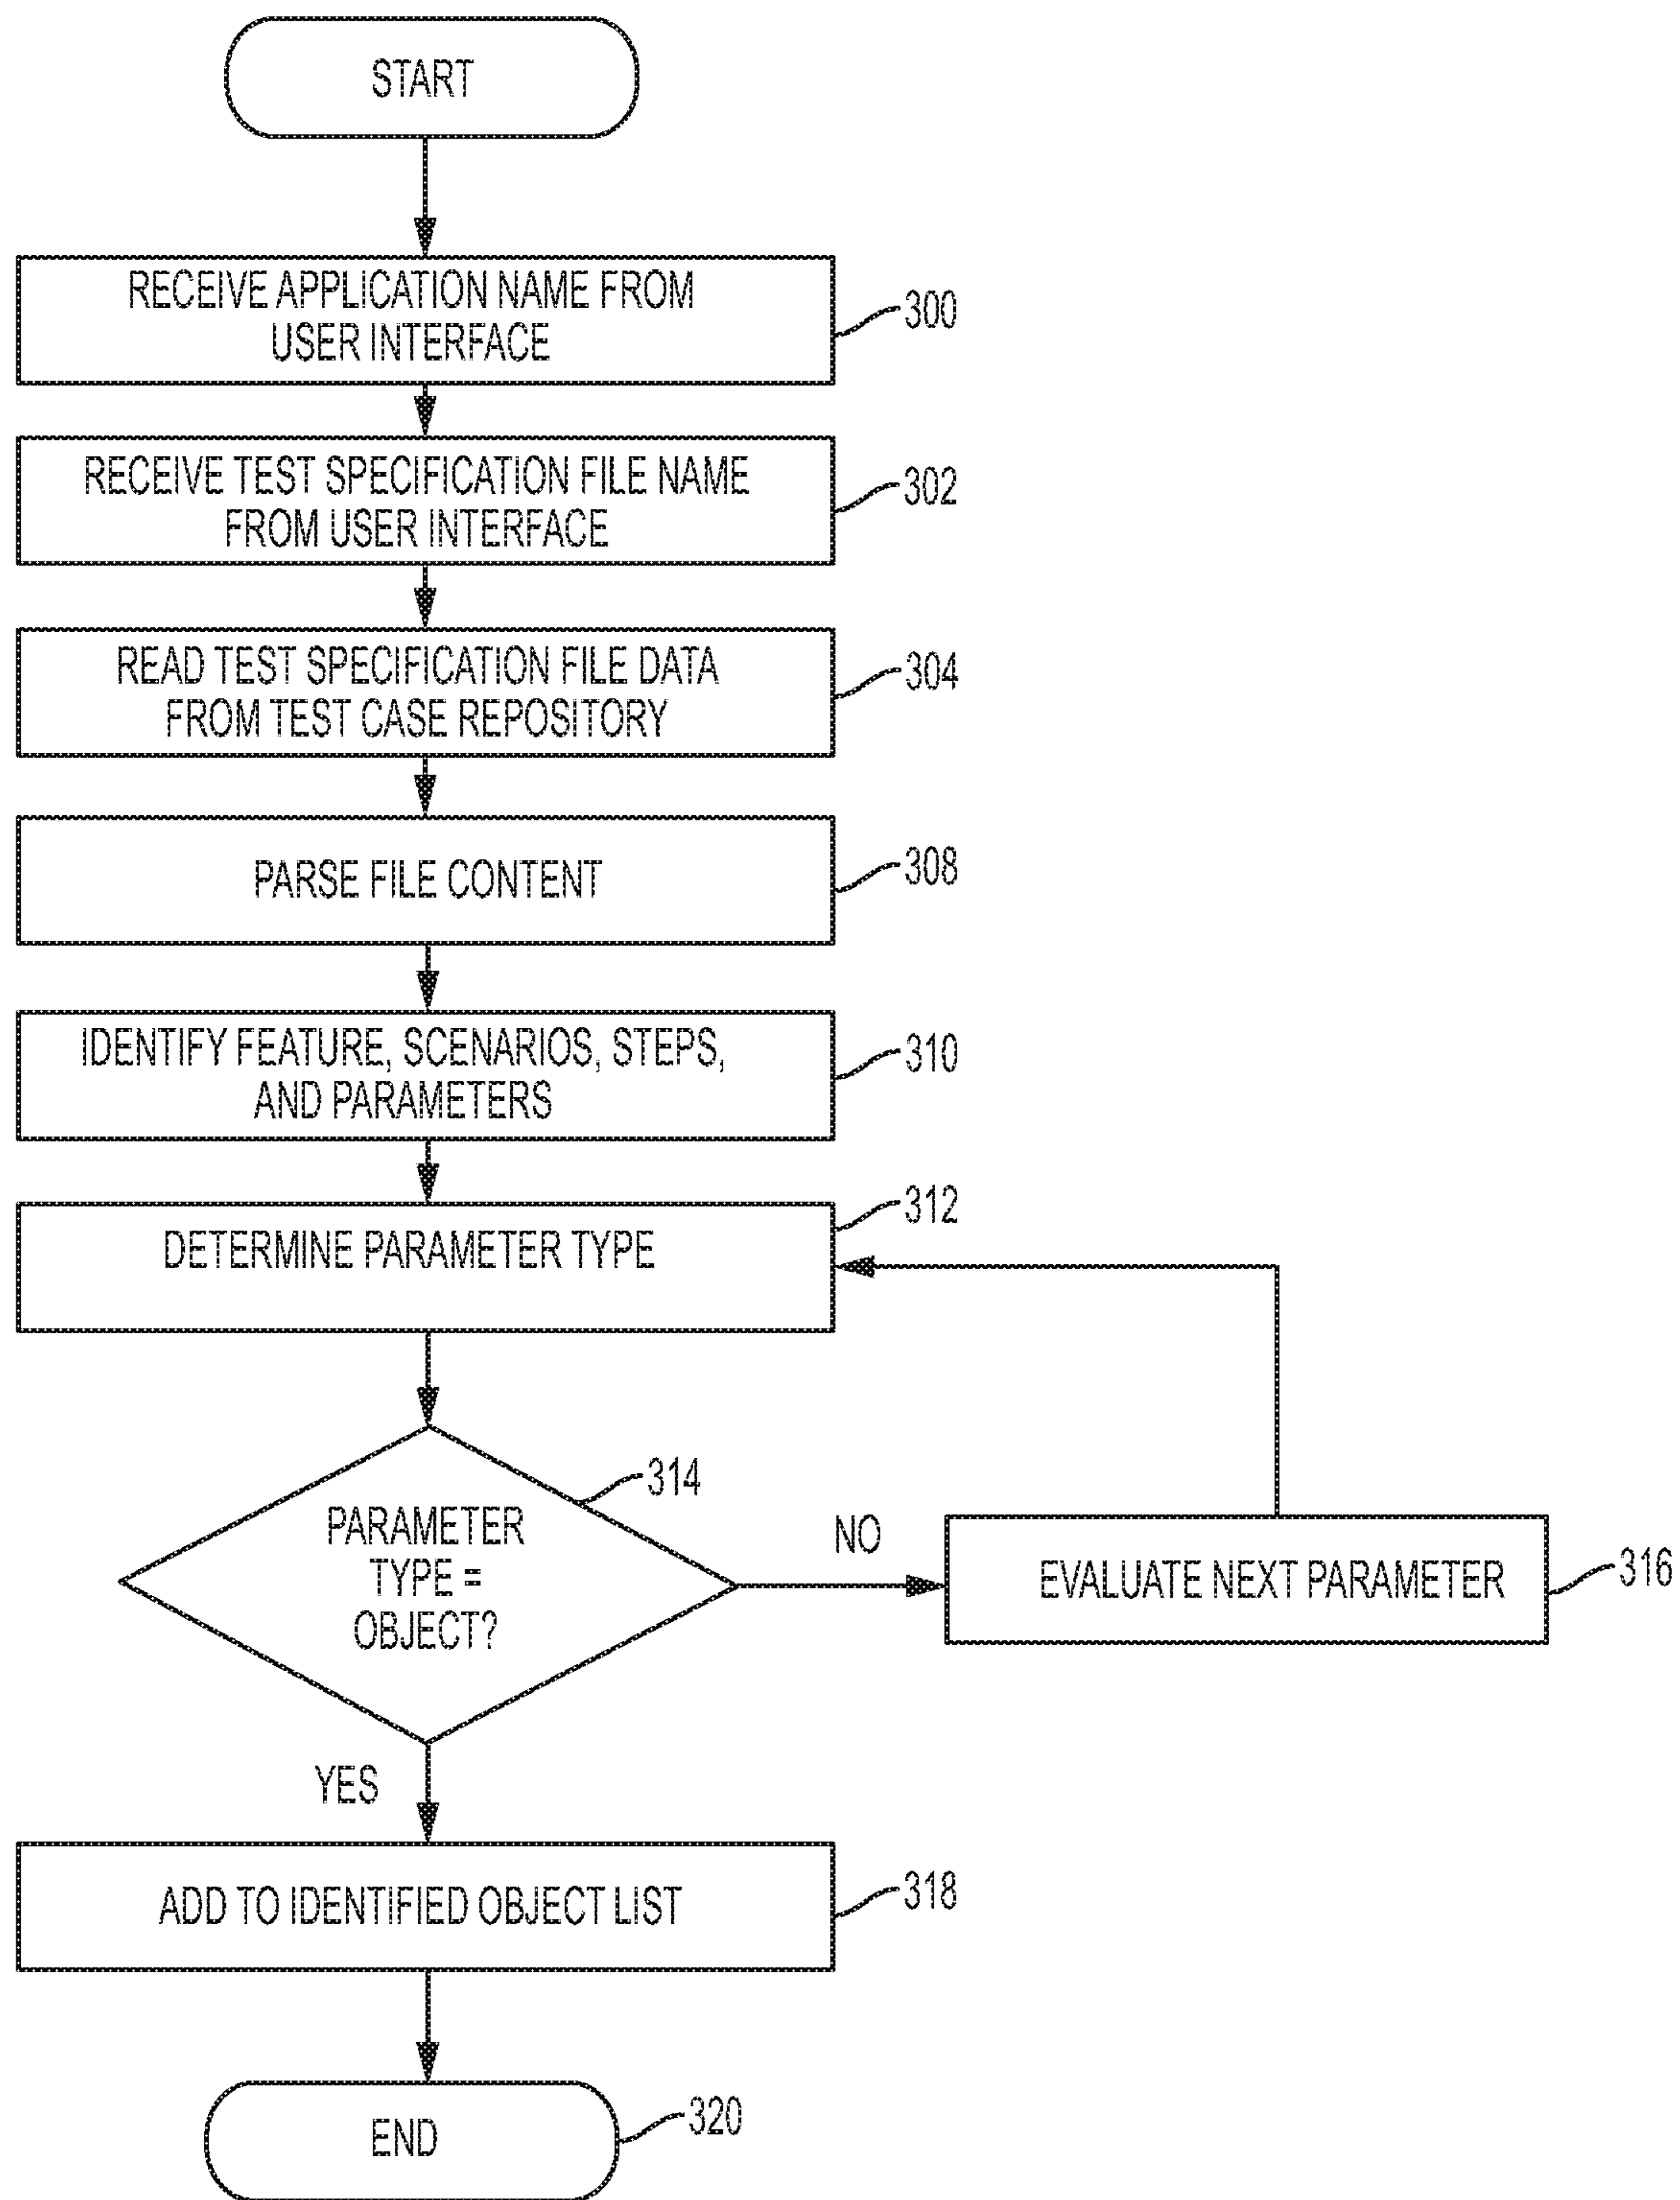 START
RECEIVE APPLICATION NAME FROM
USER INTERFACE
300
RECEIVE TEST SPECIFICATION FILE NAME
FROM USER INTERFACE
302
READ TEST SPECIFICATION FILE DATA
FROM TEST CASE REPOSITORY
304
PARSE FILE CONTENT
308
IDENTIFY FEATURE, SCENARIOS, STEPS,
AND PARAMETERS
310
DETERMINE PARAMETER TYPE
312
PARAMETER
TYPE =
OBJECT?
314
NO
EVALUATE NEXT PARAMETER
316
YES
ADD TO IDENTIFIED OBJECT LIST
318
END
320